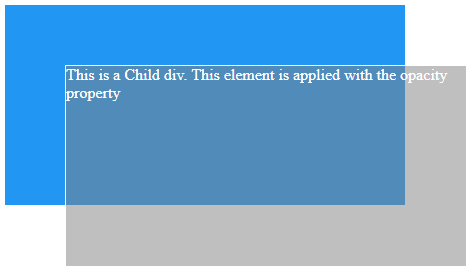 This is a Child div. This element is applied with the opacity
property